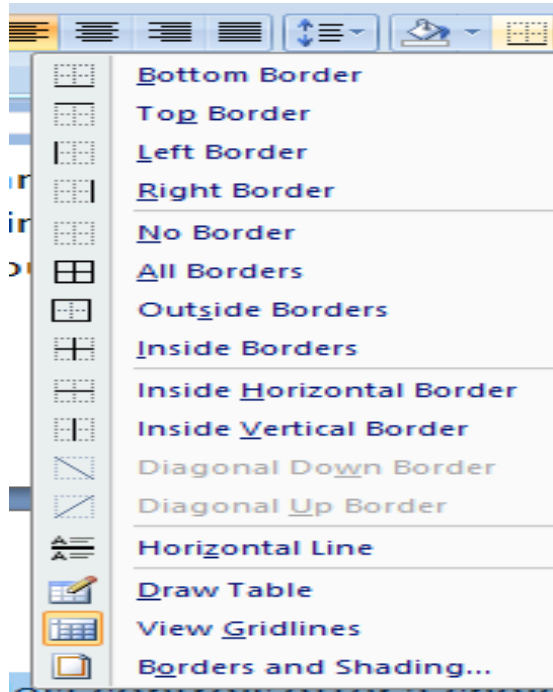 Bottom Border
Top Border
Left Border
Right Border
No Border
All Borders
Outside Borders
Inside Borders
Inside Horizontal Border
Inside Vertical Border
Diagonal Down Border
Diagonal Up Border
Horizontal Line
Draw Table
View Gridlines
Borders and Shading...